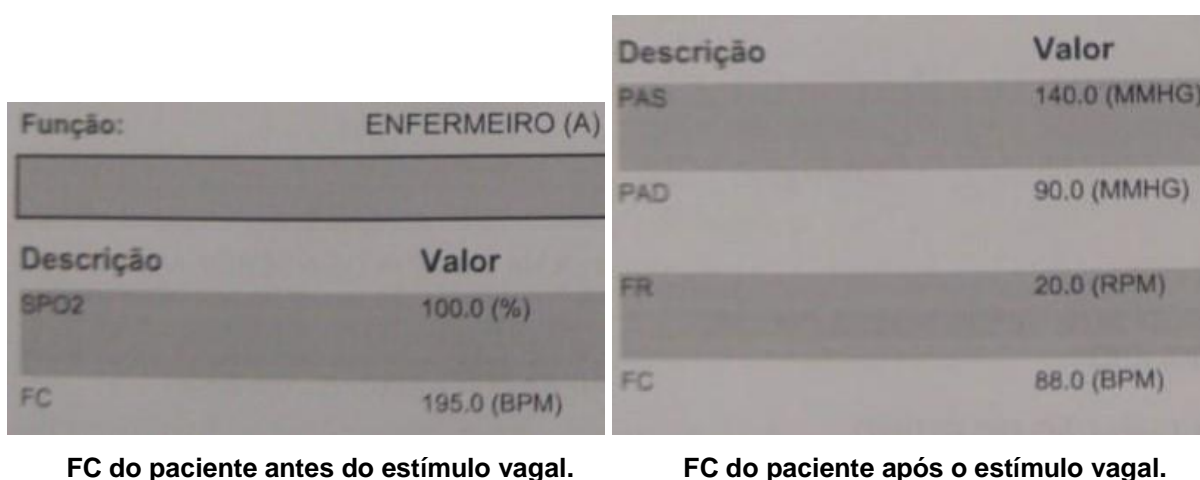 Função: ENFERMEIRO (A)
Descrição Valor
SPO2 100.0 (%)
FC 195.0 (BPM)
FC do paciente antes do estímulo vagal.
Descrição Valor
PAS 140.0 (MMHG)
PAD 90.0 (MMHG)
FR 20.0 (RPM)
FC 88.0 (BPM)
FC do paciente após o estímulo vagal.